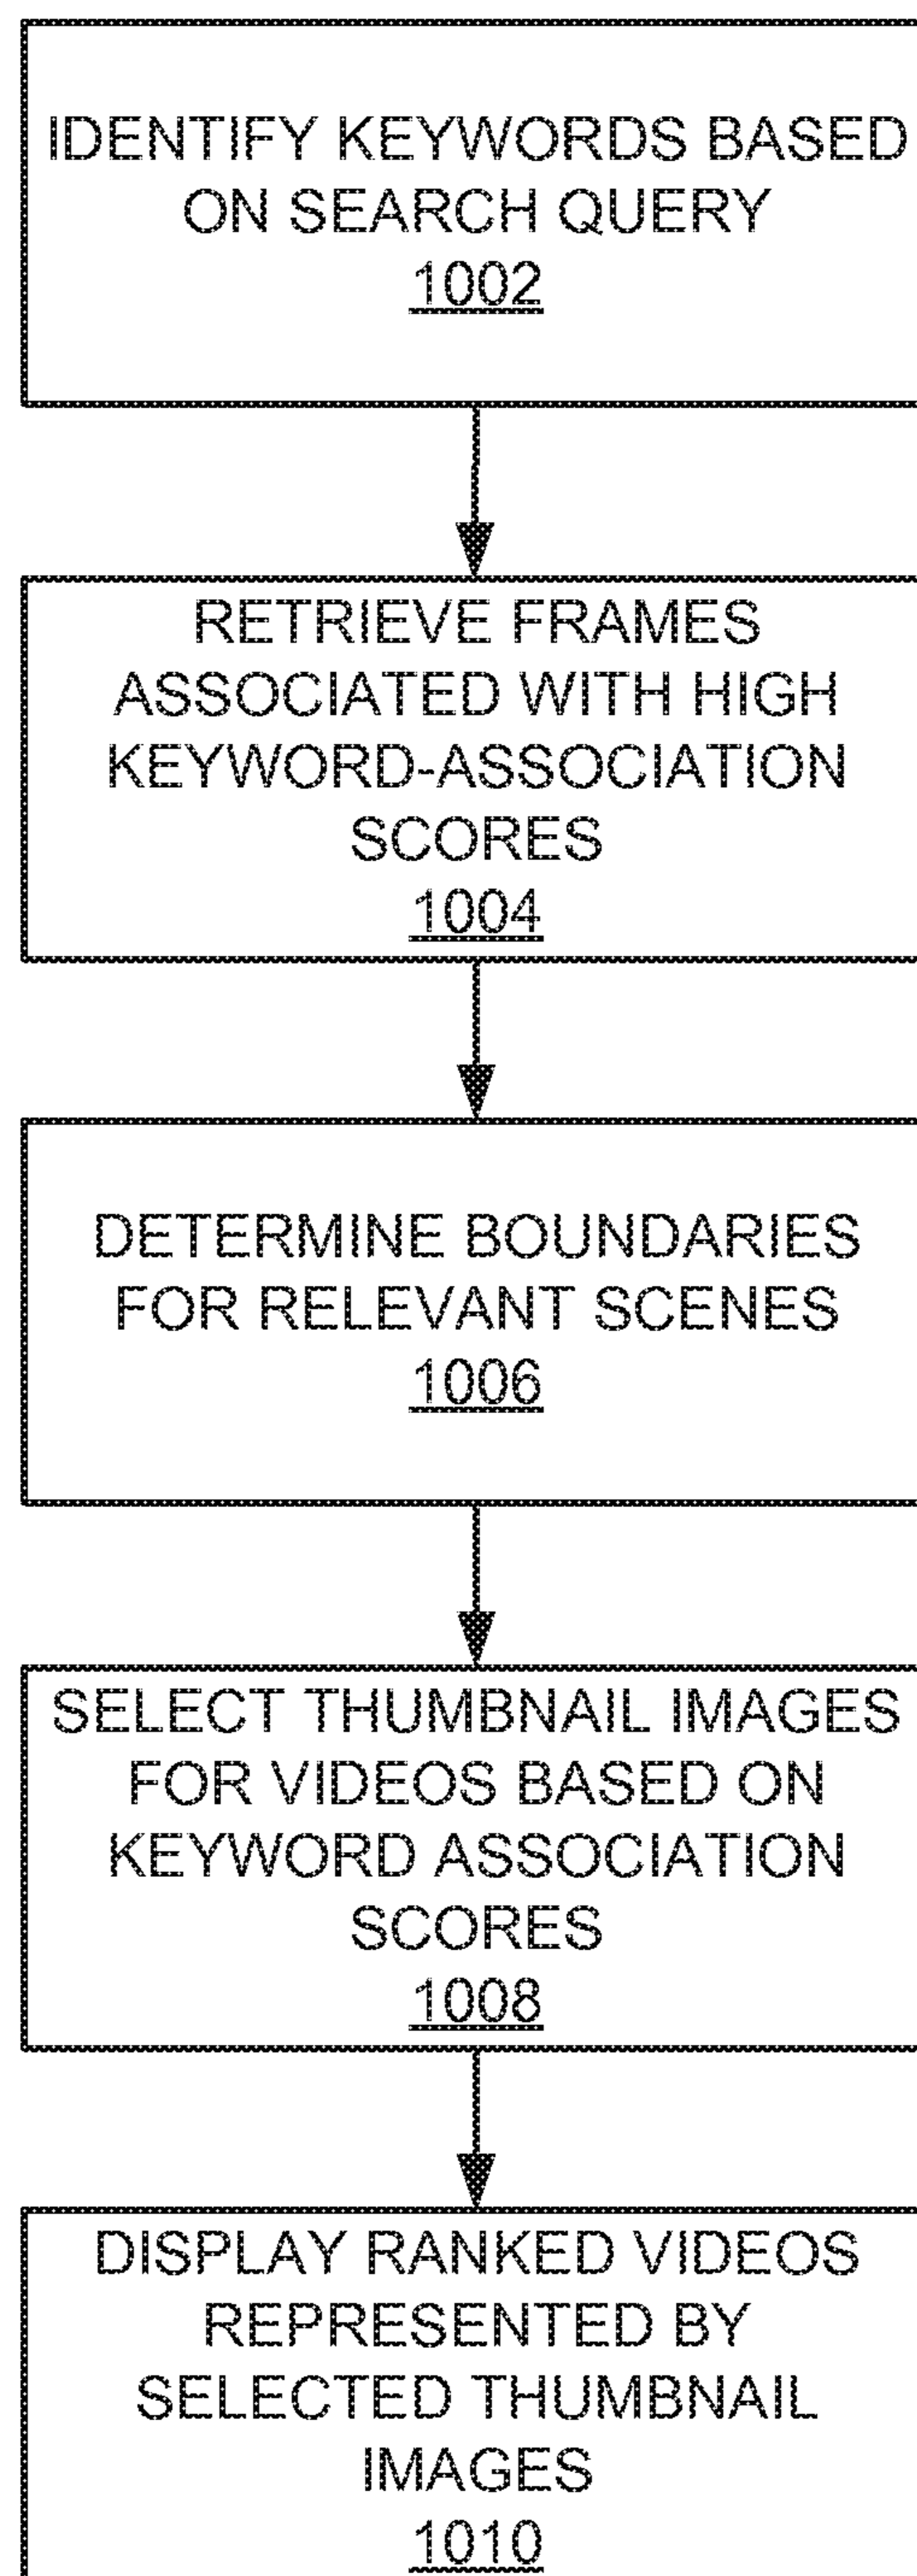 IDENTIFY KEYWORDS BASED
ON SEARCH QUERY
1002
RETRIEVE FRAMES
ASSOCIATED WITH HIGH
KEYWORD-ASSOCIATION
SCORES
1004
DETERMINE BOUNDARIES
FOR RELEVANT SCENES
1006
SELECT THUMBNAIL IMAGES
FOR VIDEOS BASED ON
KEYWORD ASSOCIATION
SCORES
1008
DISPLAY RANKED VIDEOS
REPRESENTED BY
SELECTED THUMBNAIL
IMAGES
1010